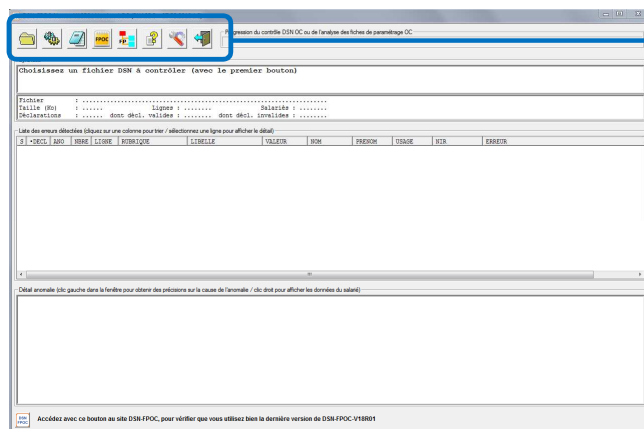 FPOC
FP
Progression du contrôle DSN OC ou de l'analyse des fiches de paramétrage OC
Choisissez un fichier DSN à contrôler (avec le premier bouton)
Fichier : ..................................................
Taille (Ko) : ...... Lignes : ........ Salariés : ........
Déclarations : ...... dont décl. valides : ........ dont décl. invalides : ........
Liste des erreurs détectées (cliquez sur une colonne pour trier / sélectionnez une ligne pour afficher le détail)
S •DECL ANO NBRE LIGNE RUBRIQUE LIBELLE VALEUR NOM PRENOM USAGE NIR ERREUR
Détail anomalie (clic gauche dans la fenêtre pour obtenir des précisions sur la cause de l'anomalie / clic droit pour afficher les données du salarié)
DSN
FPOC
Accédez avec ce bouton au site DSN-FPOC, pour vérifier que vous utilisez bien la dernière version de DSN-FPOC-V18R01